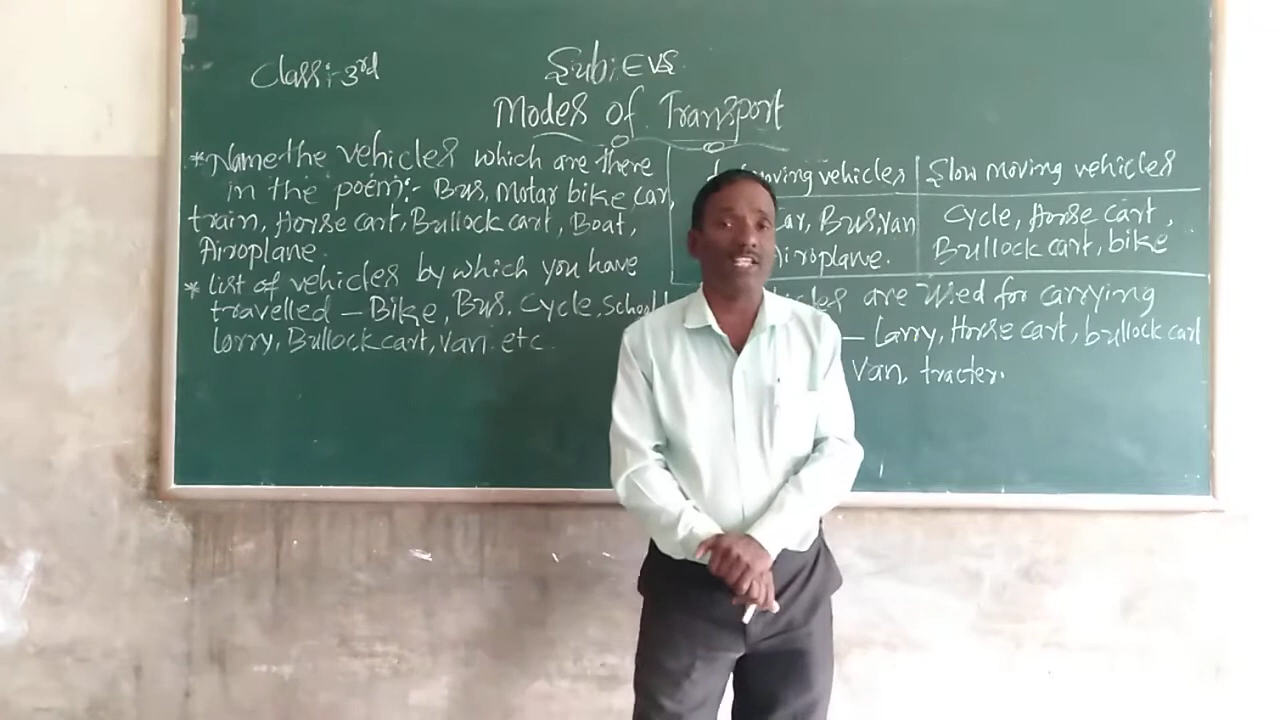 Class:- 3rd
Sub: EVS
Modes of Transport
* Name the vehicles which are there
in the poem:- Bus, Motar bike, car,
train, Horse cart, Bullock cart, Boat,
Airoplane.
* list of vehicles by which you have
travelled - Bike, Bus, Cycle, School
lorry, Bullock cart, Van. etc
moving vehicles
Bus, Van
Slow moving vehicles
Cycle, Horse cart,
Bullock cart, bike
are Used for carrying
- Larry, Horse cart, bullock cart
Van, tracter.